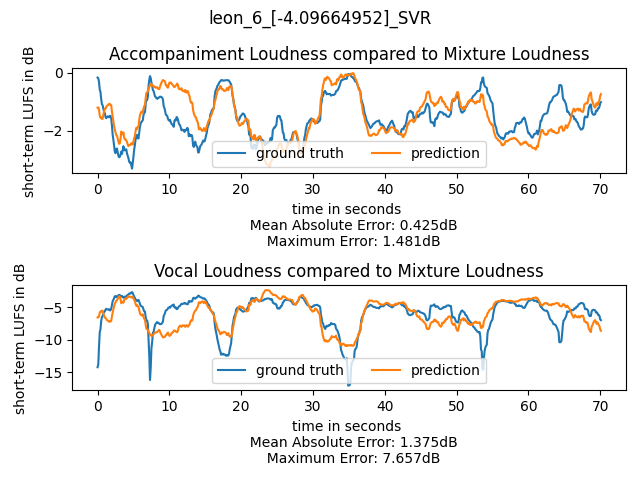 leon_6_[-4.09664952]_SVR
Accompaniment Loudness compared to Mixture Loudness
short-term LUFS in dB
0
−2
ground truth
prediction
0 10 20 30 40 50 60 70
time in seconds
Mean Absolute Error: 0.425dB
Maximum Error: 1.481dB
Vocal Loudness compared to Mixture Loudness
short-term LUFS in dB
−5
−10
−15
ground truth
prediction
0 10 20 30 40 50 60 70
time in seconds
Mean Absolute Error: 1.375dB
Maximum Error: 7.657dB